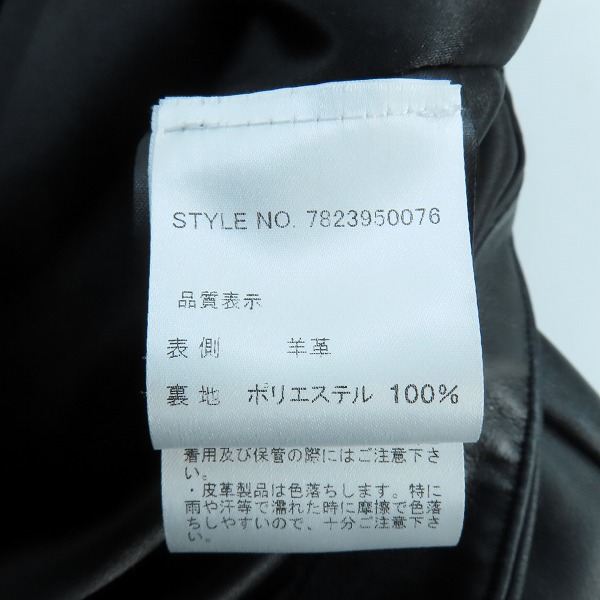 STYLE NO. 7823950076
品質表示
表側 羊革
裏地 ポリエステル 100%
着用及び保管の際にはご注意下さ
い。
・皮革製品は色落ちします。特に
雨や汗等で濡れた時に摩擦で色落
ちしやすいので、十分ご注意下さ
い。